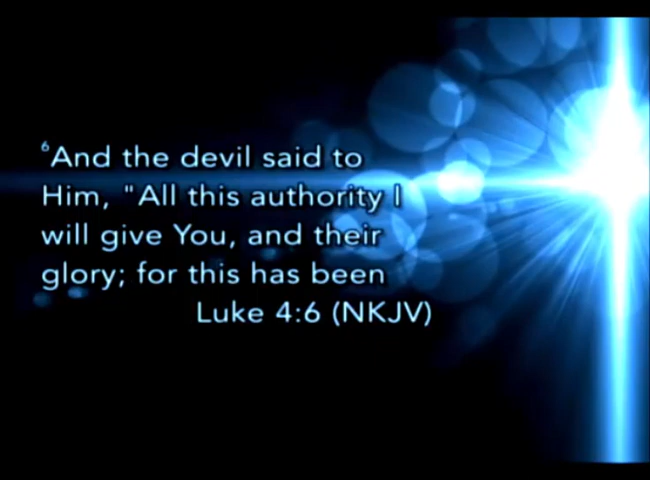 ⁶And the devil said to
Him, "All this authority I
will give You, and their
glory; for this has been
Luke 4:6 (NKJV)